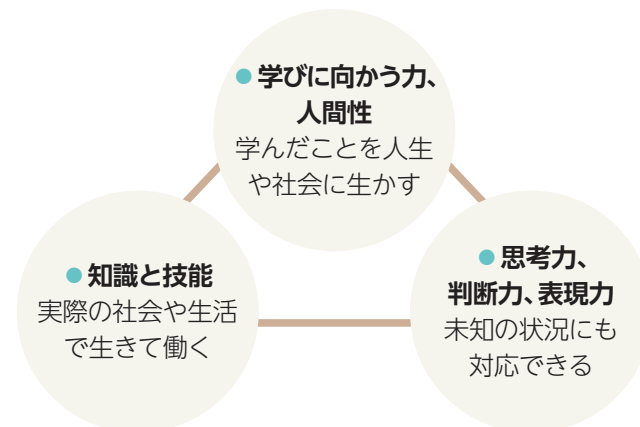 ●学びに向かう力、
人間性
学んだことを人生
や社会に生かす
●知識と技能
実際の社会や生活
で生きて働く
●思考力、
判断力、表現力
未知の状況にも
対応できる